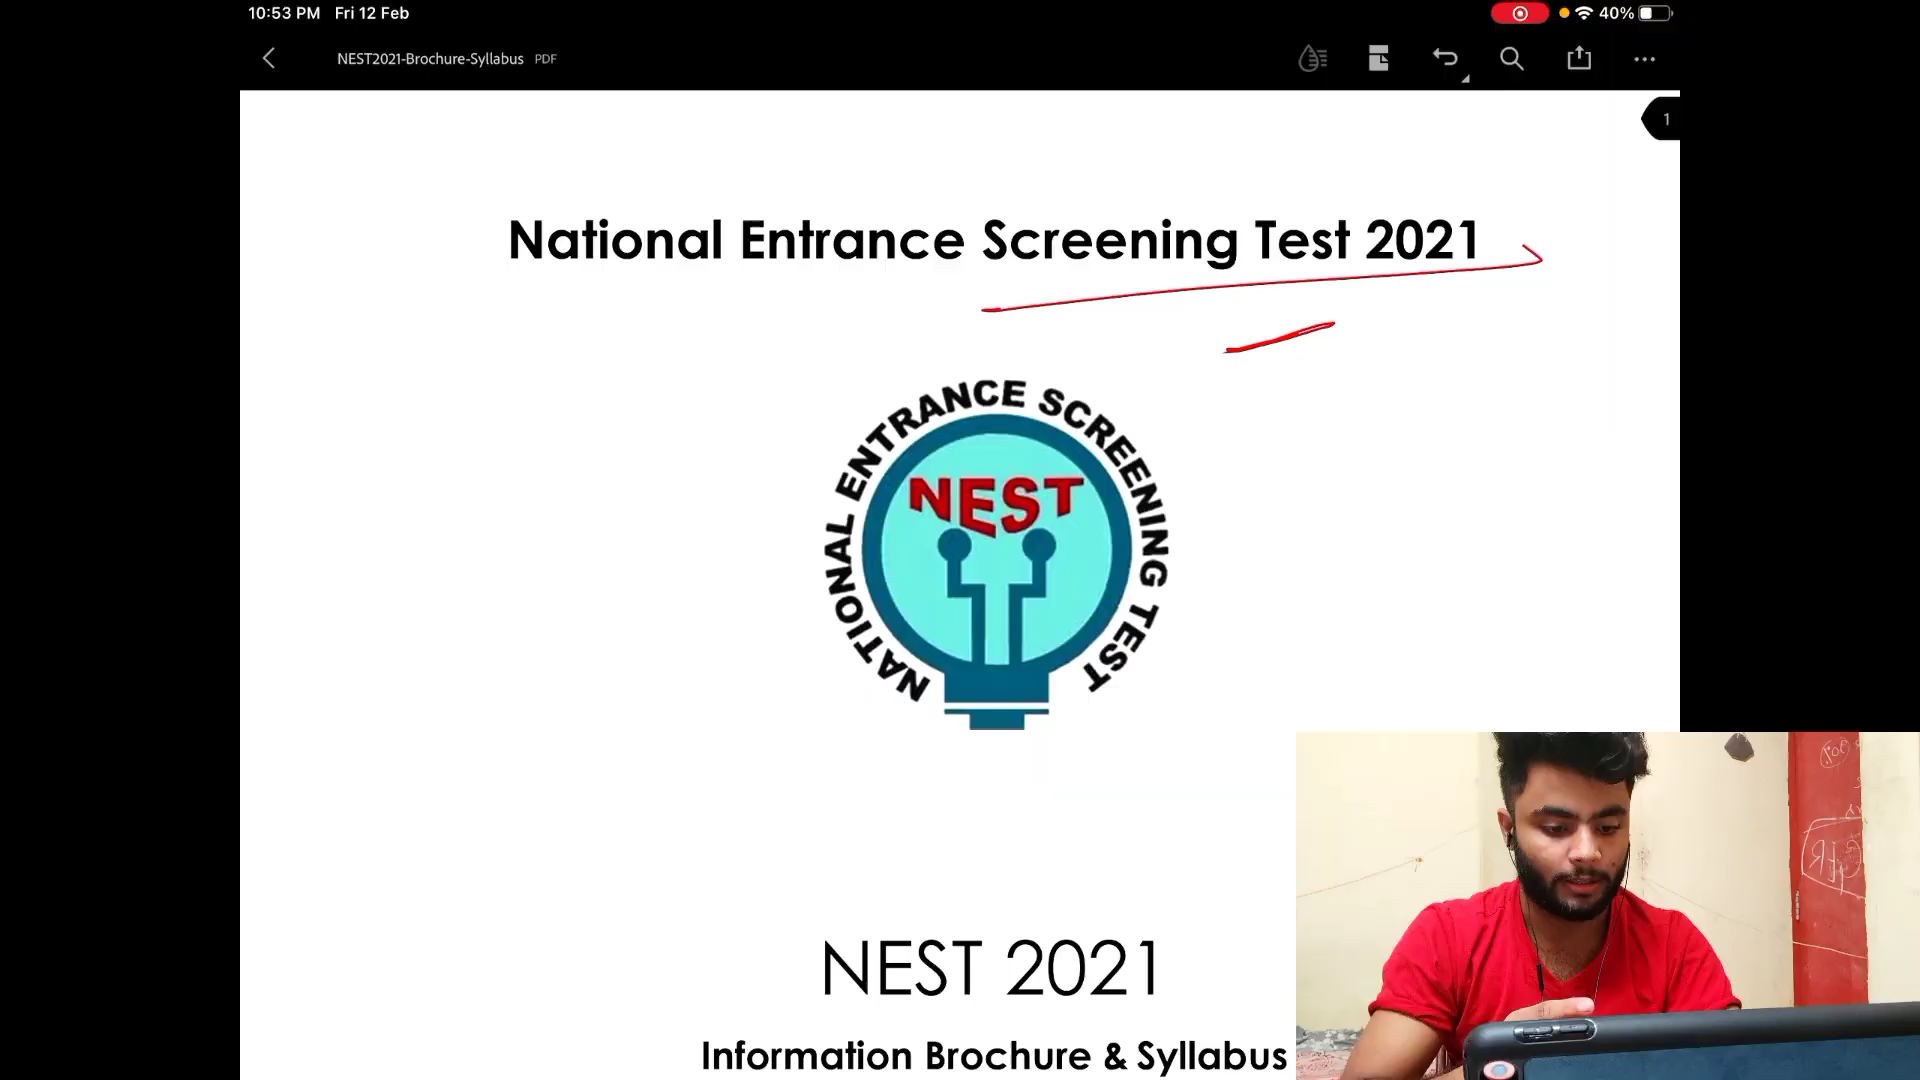 10:53 PM Fri 12 Feb
40%
NEST2021-Brochure-Syllabus PDF
1
National Entrance Screening Test 2021
NATIONAL ENTRANCE SCREENING TEST
NEST
NEST 2021
Information Brochure & Syllabus